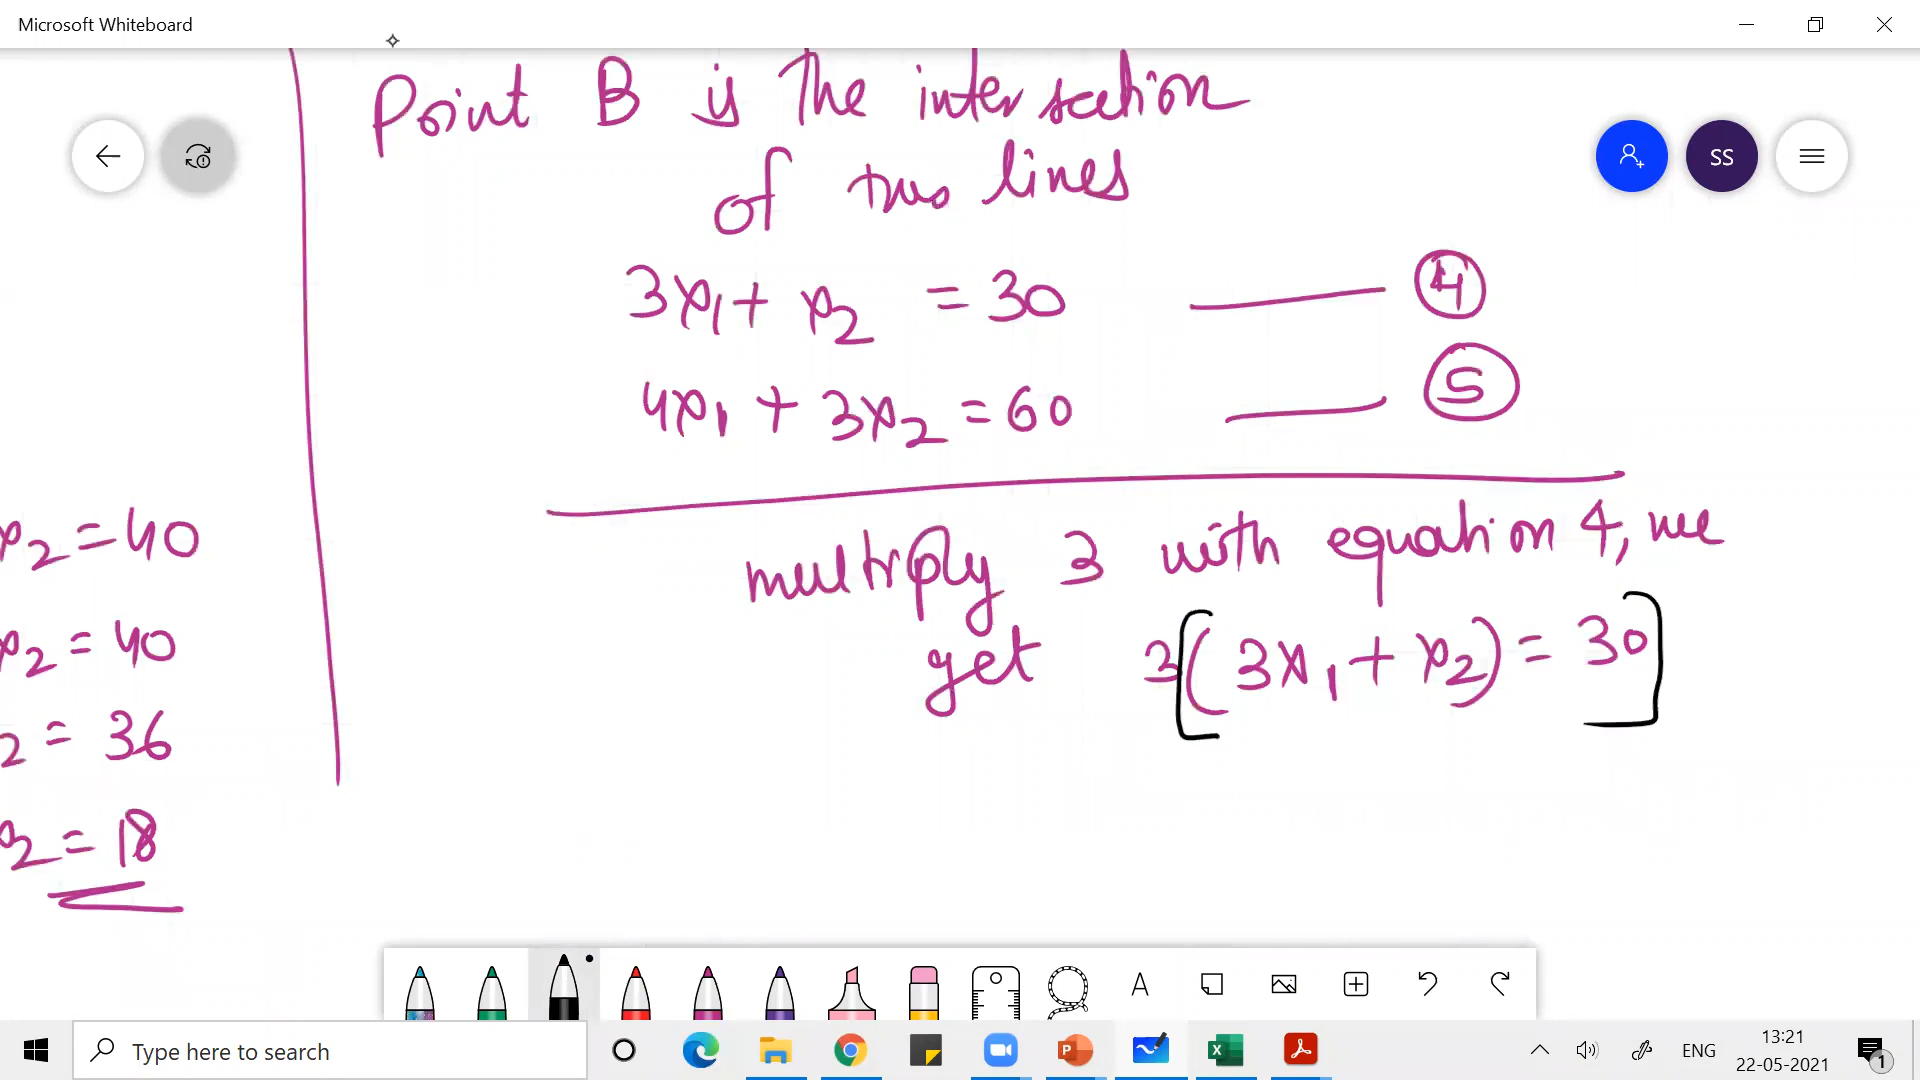 Microsoft Whiteboard
Point B is the intersection
of two lines
3x₁ + x₂ = 30 4
4x₁ + 3x₂ = 60 5
multiply 3 with equation 4, we
get 3[(3x₁ + x₂) = 30]
x₂ = 40
x₂ = 40
2 = 36
x₂ = 18
SS
A
Type here to search
ENG
13:21
22-05-2021
1